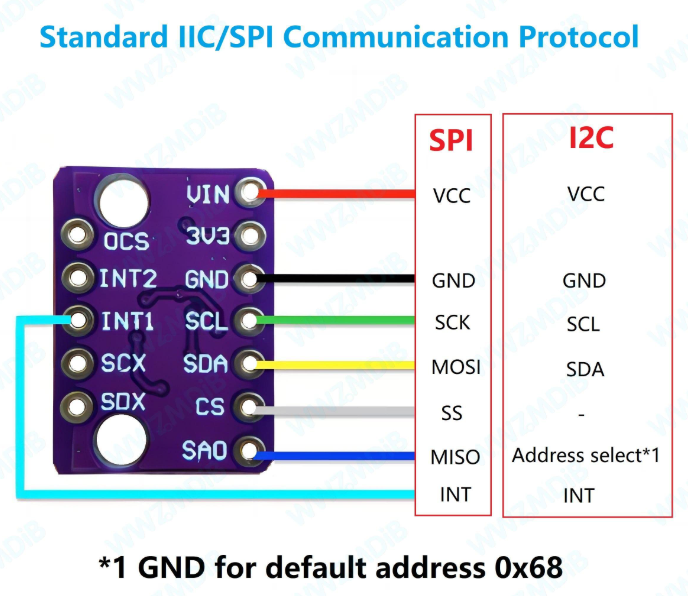 Standard IIC/SPI Communication Protocol
SPI
I2C
VIN
VCC
VCC
OCS
3V3
INT2
GND
GND
GND
INT1
SCL
SCK
SCL
SCX
SDA
MOSI
SDA
SDX
CS
SS
-
SAO
MISO
Address select*1
INT
INT
*1 GND for default address 0x68
WWZMDiB